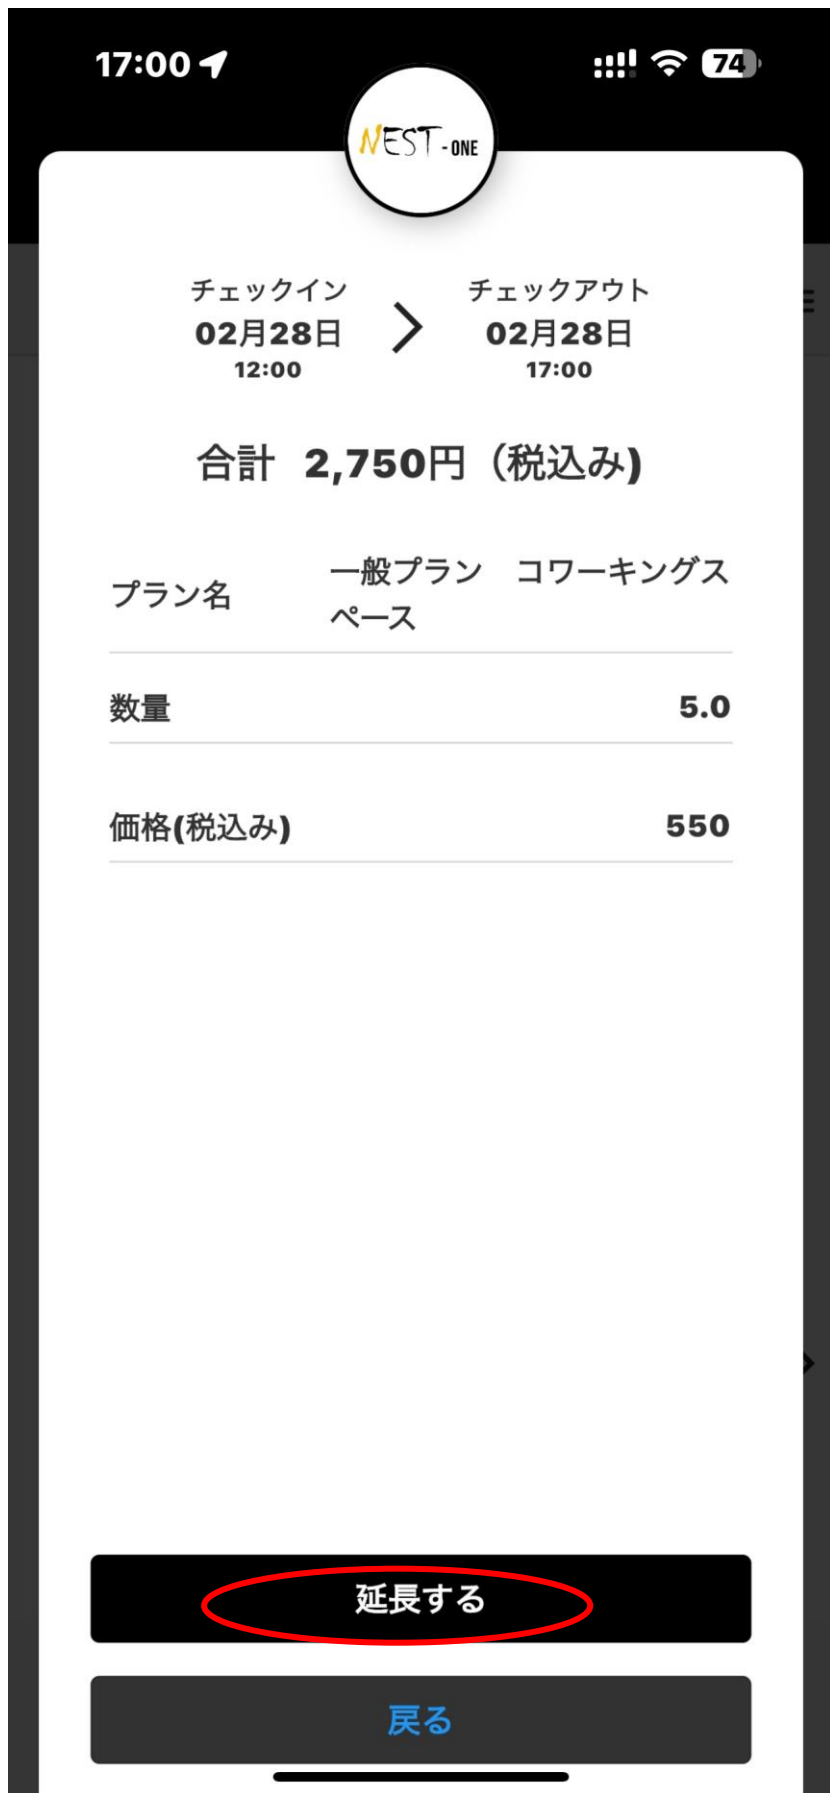 17:00
74
NEST-ONE
チェックイン
02月28日
12:00
チェックアウト
02月28日
17:00
合計 2,750円（税込み)
プラン名
一般プラン コワーキングス
ペース
数量 5.0
価格(税込み) 550
延長する
戻る